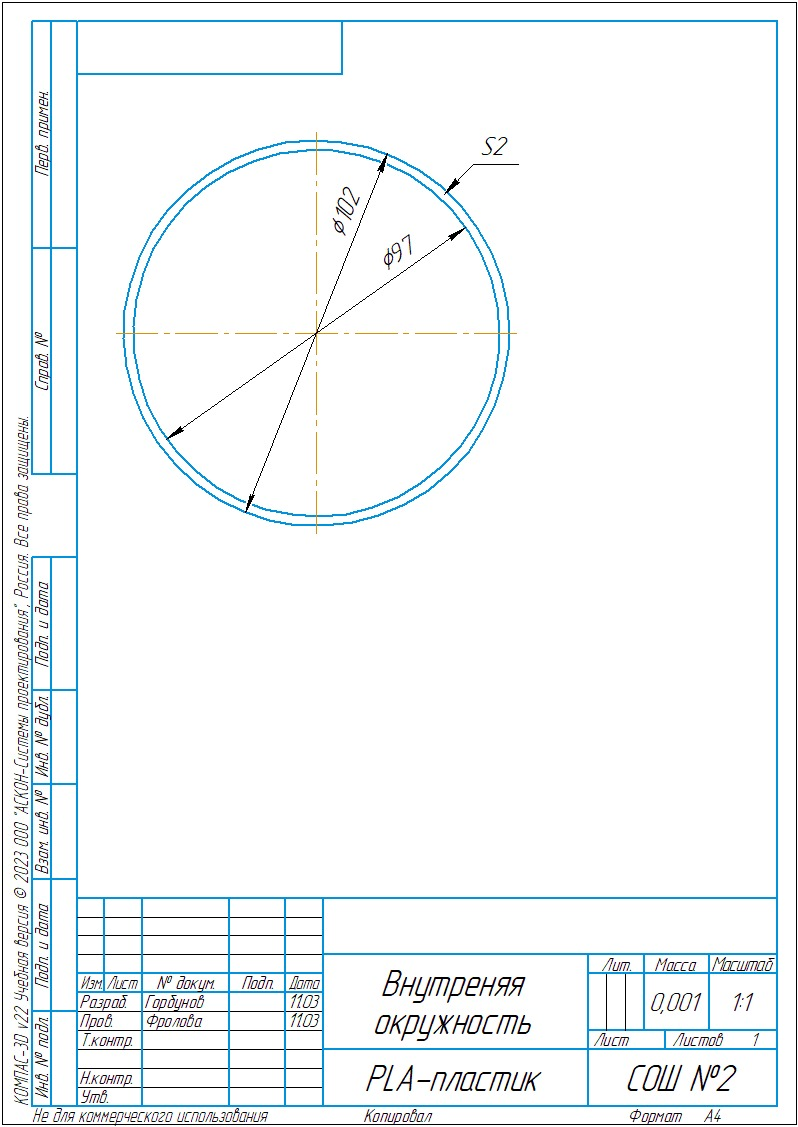 Перв. примен.
Справ. №
Подп. и дата
Инв. № дубл.
Взам. инв. №
Подп. и дата
Инв. № подл.
КОМПАС-3D v22 Учебная версия © 2023 ООО "АСКОН-Системы проектирования", Россия. Все права защищены.
S2
⌀102
⌀97
Изм. Лист № докум. Подп. Дата
Разраб. Горбунов 11.03
Пров. Фролова 11.03
Т.контр.
Н.контр.
Утв.
Внутреняя
окружность
PLA-пластик
Лит. Масса Масштаб
0,001 1:1
Лист Листов 1
СОШ №2
Не для коммерческого использования Копировал Формат А4